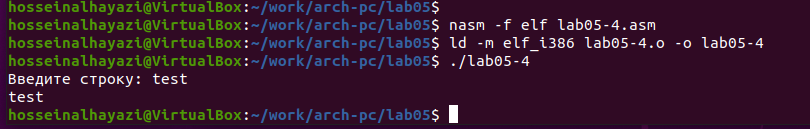 hosseinalhayazi@VirtualBox:~/work/arch-pc/lab05$
hosseinalhayazi@VirtualBox:~/work/arch-pc/lab05$ nasm -f elf lab05-4.asm
hosseinalhayazi@VirtualBox:~/work/arch-pc/lab05$ ld -m elf_i386 lab05-4.o -o lab05-4
hosseinalhayazi@VirtualBox:~/work/arch-pc/lab05$ ./lab05-4
Введите строку: test
test
hosseinalhayazi@VirtualBox:~/work/arch-pc/lab05$